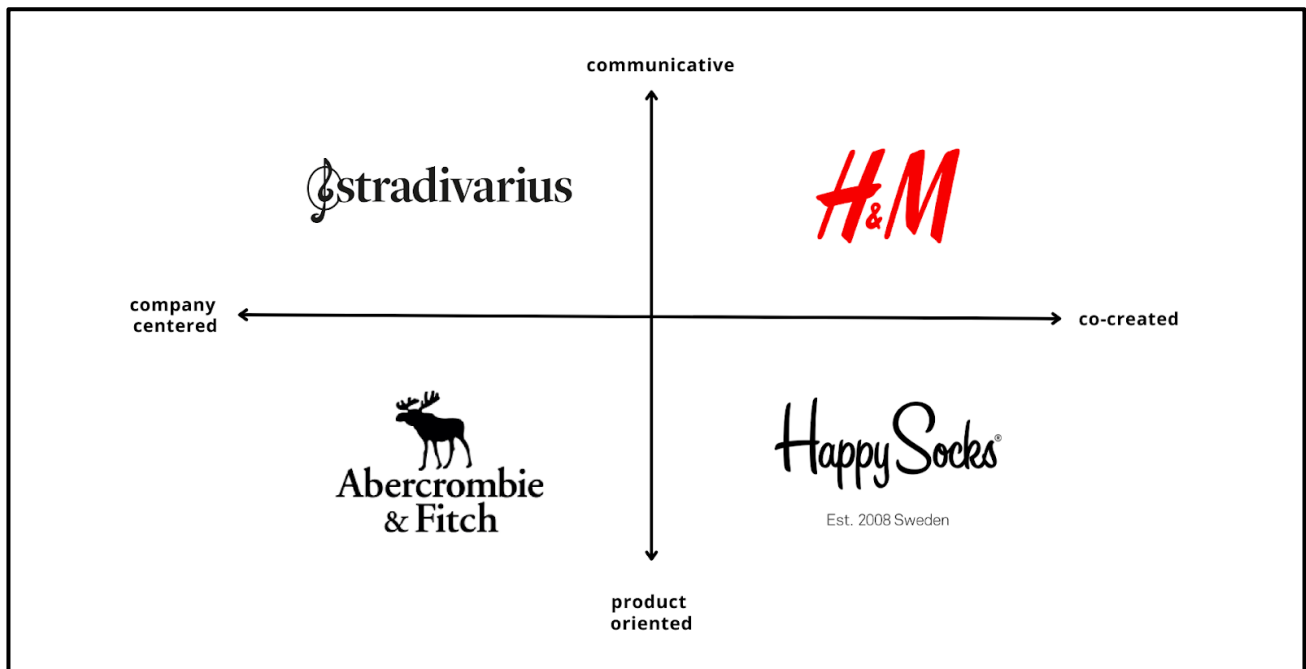 communicative
stradivarius
H&M
company
centered
co-created
Abercrombie
& Fitch
Happy Socks®
Est. 2008 Sweden
product
oriented